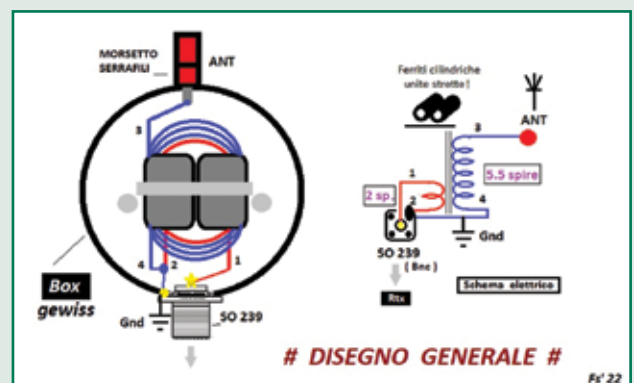 MORSETTO
SERRAFILI
ANT
3
4
2
1
Box
gewiss
Gnd
SO 239
Ferriti cilindriche
unite strette!
ANT
3
1
5.5 spire
2 sp.
2
4
SO 239
( Bnc )
Gnd
Rtx
Schema elettrico
# DISEGNO GENERALE #
Fs' 22